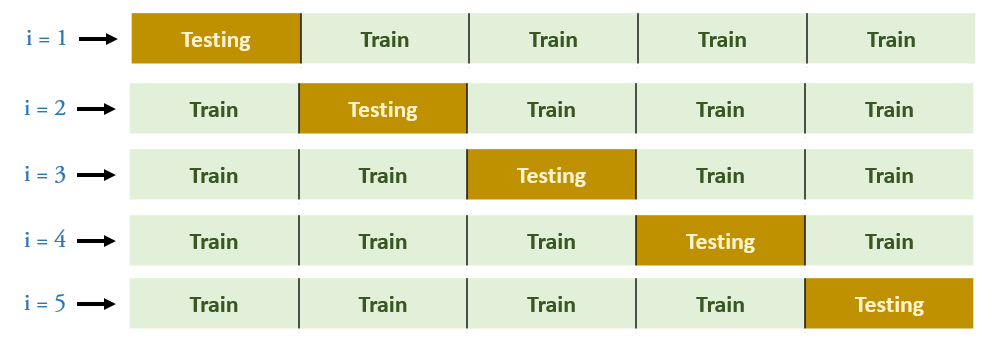 i = 1 Testing Train Train Train Train
i = 2 Train Testing Train Train Train
i = 3 Train Train Testing Train Train
i = 4 Train Train Train Testing Train
i = 5 Train Train Train Train Testing